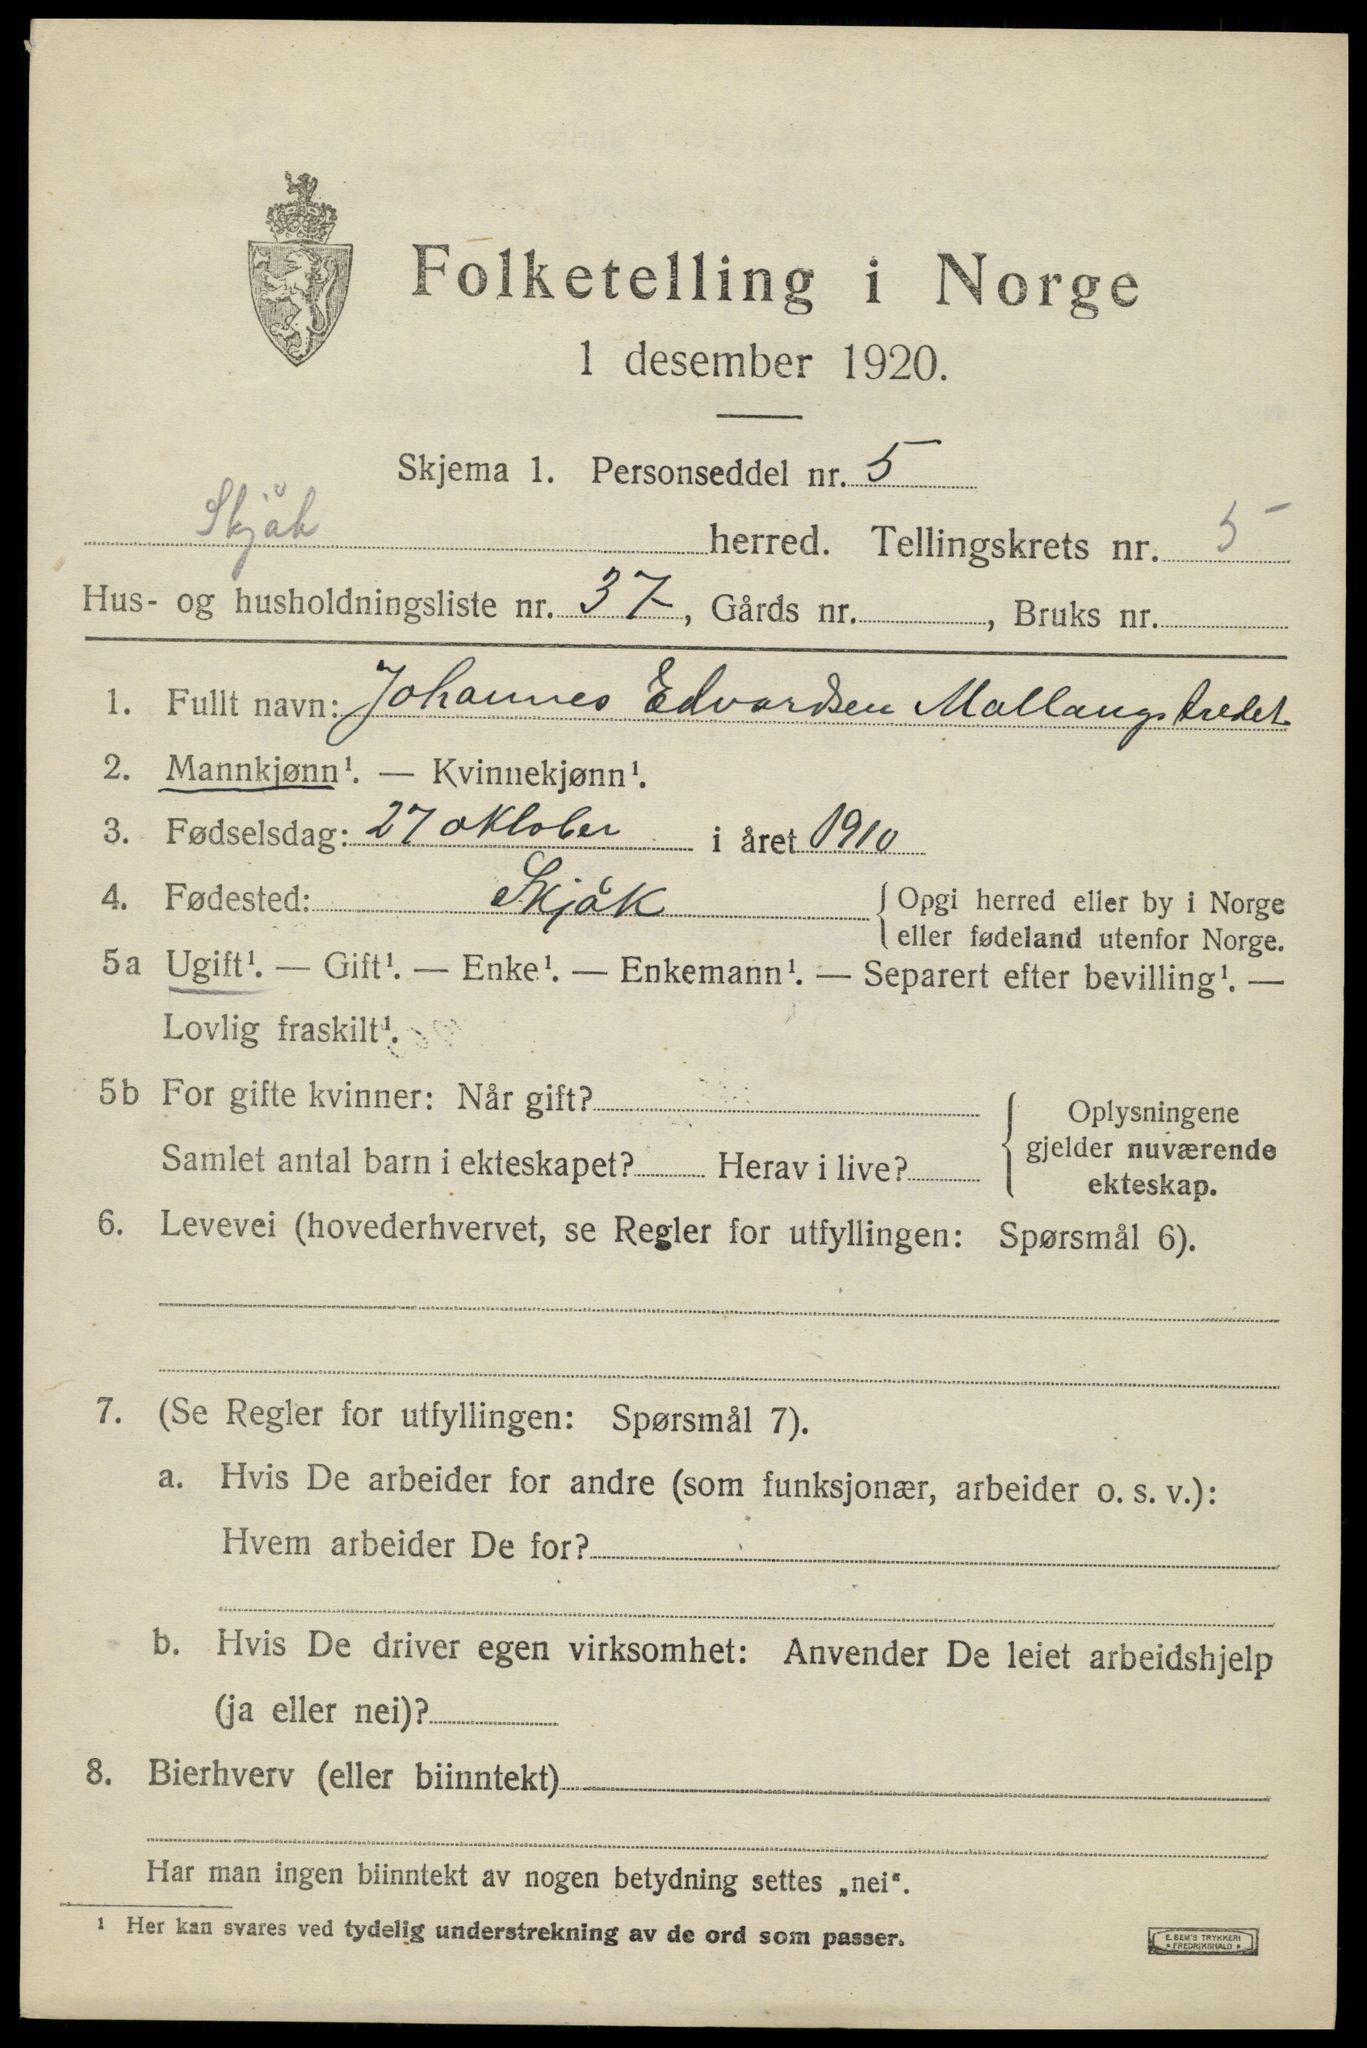 Folketelling i Norge
1 desember 1920.
Skjema 1. Personseddel nr. 5
Skjåk herred. Tellingskrets nr. 5
Hus- og husholdningsliste nr. 37, Gårds nr. , Bruks nr.
1. Fullt navn: Johannes Edvardsen Mollangstredet
2. Mannkjønn¹. — Kvinnekjønn¹.
3. Fødselsdag: 27 oktober i året 1910
4. Fødested: Skjåk { Opgi herred eller by i Norge
eller fødeland utenfor Norge.
5a Ugift¹. — Gift¹. — Enke¹. — Enkemann¹. — Separert efter bevilling¹. —
Lovlig fraskilt¹.
5b For gifte kvinner: Når gift? { Oplysningene
gjelder nuværende
Samlet antal barn i ekteskapet? Herav i live? ekteskap.
6. Levevei (hovederhvervet, se Regler for utfyllingen: Spørsmål 6).
7. (Se Regler for utfyllingen: Spørsmål 7).
a. Hvis De arbeider for andre (som funksjonær, arbeider o. s. v.):
Hvem arbeider De for?
b. Hvis De driver egen virksomhet: Anvender De leiet arbeidshjelp
(ja eller nei)?
8. Bierhverv (eller biinntekt)
Har man ingen biinntekt av nogen betydning settes „nei“.
¹ Her kan svares ved tydelig understrekning av de ord som passer.
E. SEM'S TRYKKERI
• FREDRIKSHALD •